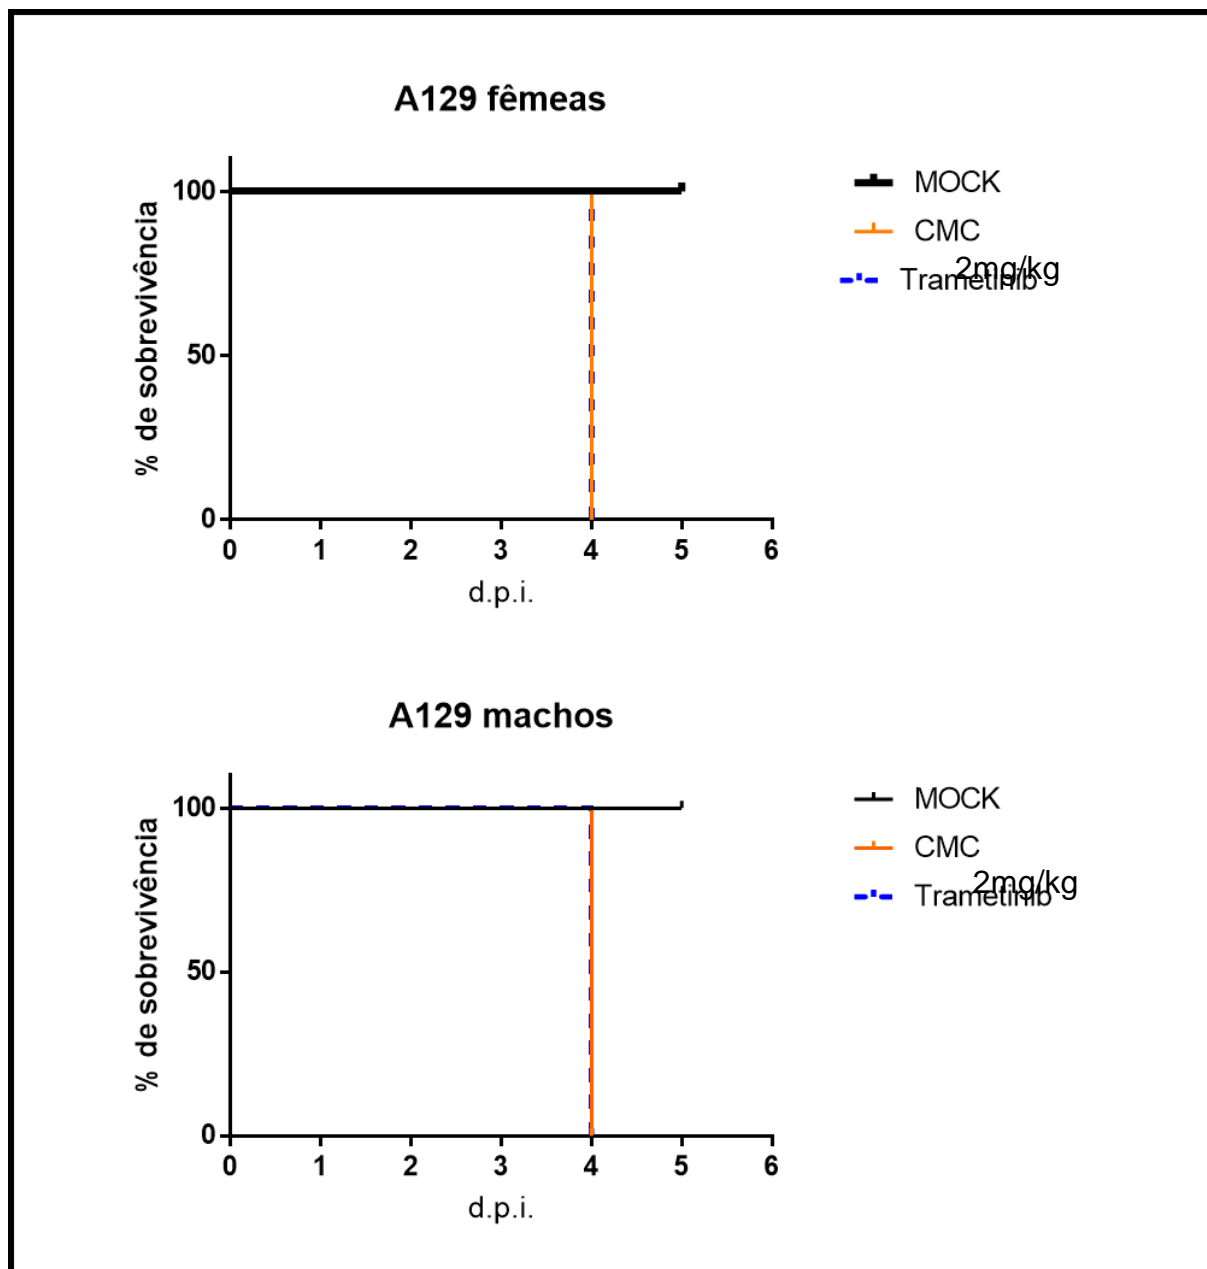 A129 fêmeas
% de sobrevivência
100
50
0
0 1 2 3 4 5 6
d.p.i.
MOCK
CMC
Trametinib 2mg/kg
A129 machos
% de sobrevivência
100
50
0
0 1 2 3 4 5 6
d.p.i.
MOCK
CMC
Trametinib 2mg/kg